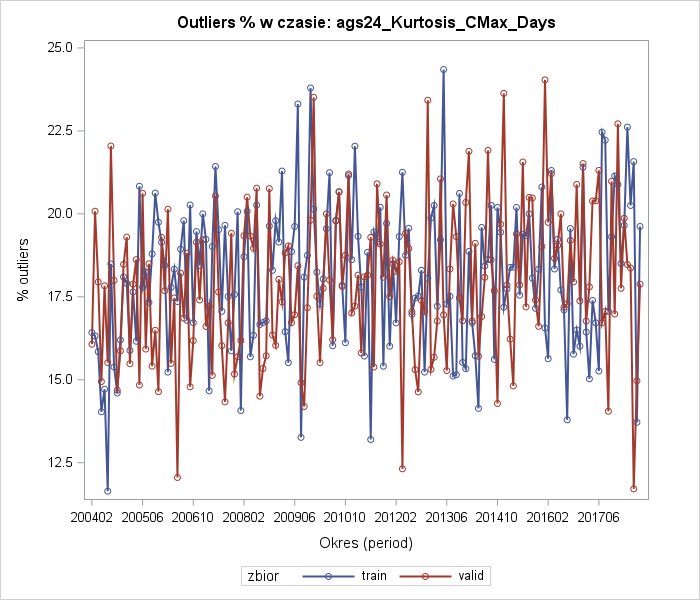 Outliers % w czasie: ags24_Kurtosis_CMax_Days
25.0
22.5
20.0
17.5
15.0
12.5
% outliers
200402 200506 200610 200802 200906 201010 201202 201306 201410 201602 201706
Okres (period)
zbior train valid